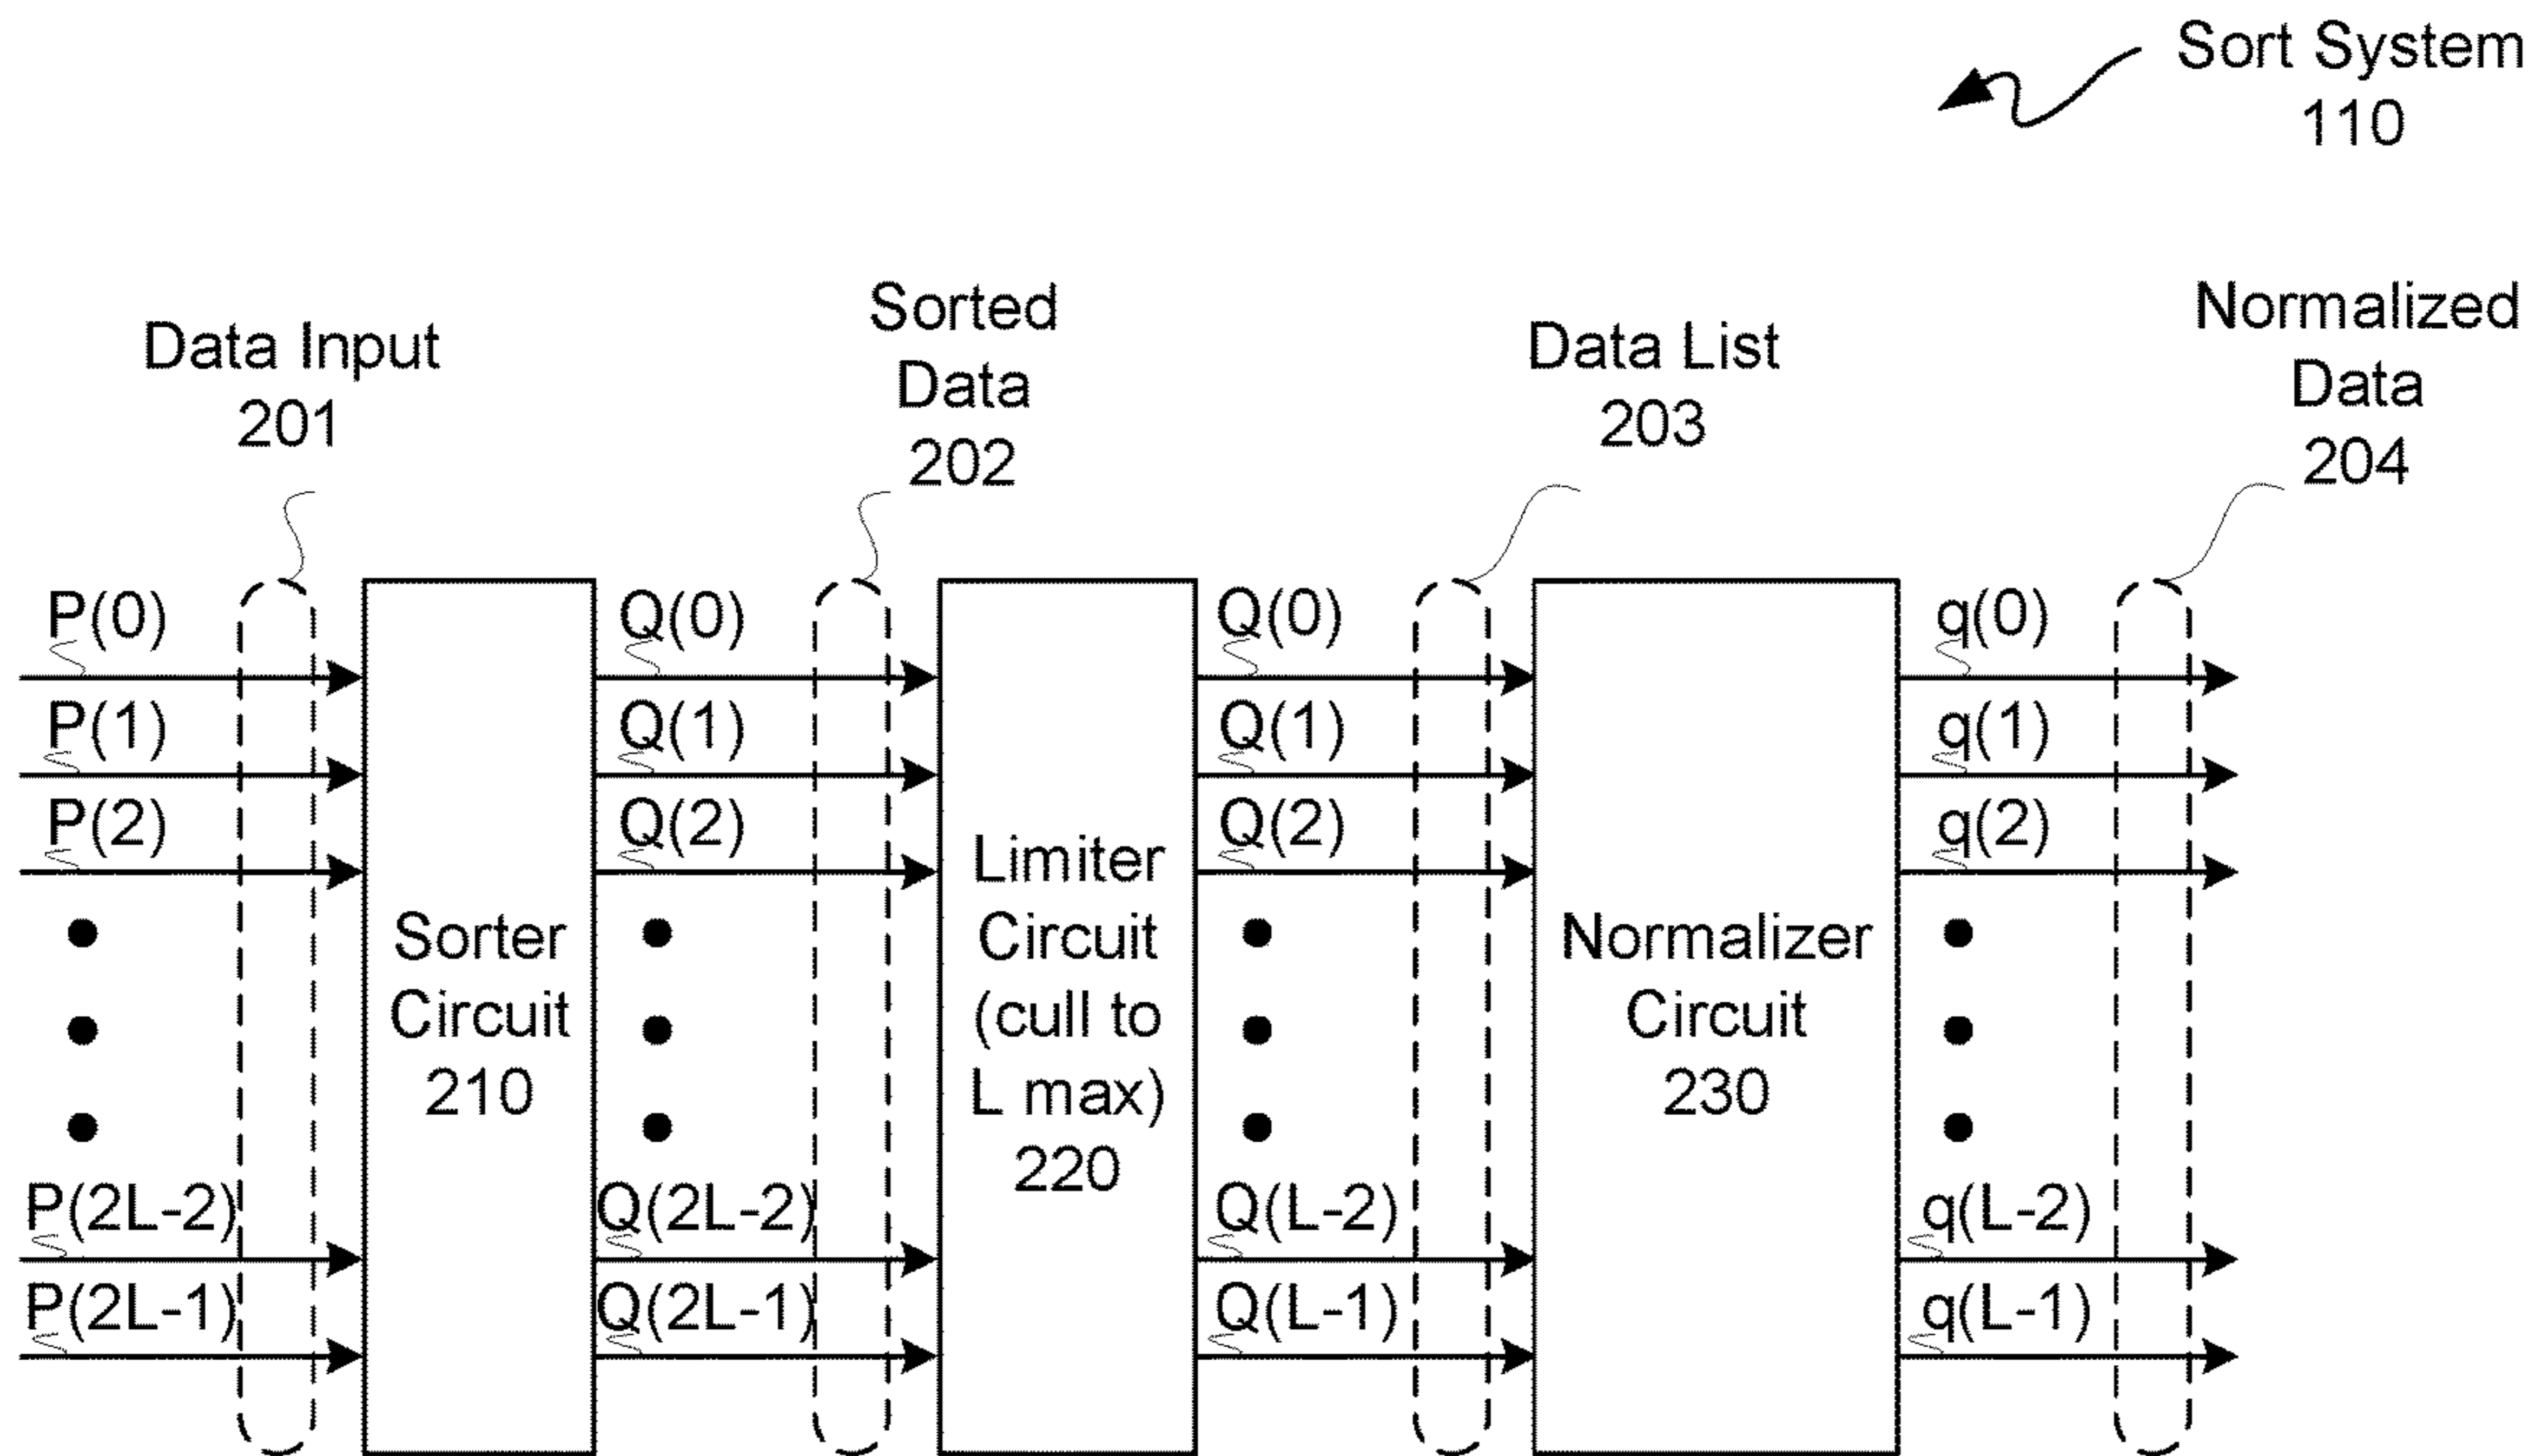 Sort System
110
Data Input
201
Sorted
Data
202
Data List
203
Normalized
Data
204
P(0)
P(1)
P(2)
P(2L-2)
P(2L-1)
Sorter
Circuit
210
Q(0)
Q(1)
Q(2)
Q(2L-2)
Q(2L-1)
Limiter
Circuit
(cull to
L max)
220
Q(0)
Q(1)
Q(2)
Q(L-2)
Q(L-1)
Normalizer
Circuit
230
q(0)
q(1)
q(2)
q(L-2)
q(L-1)